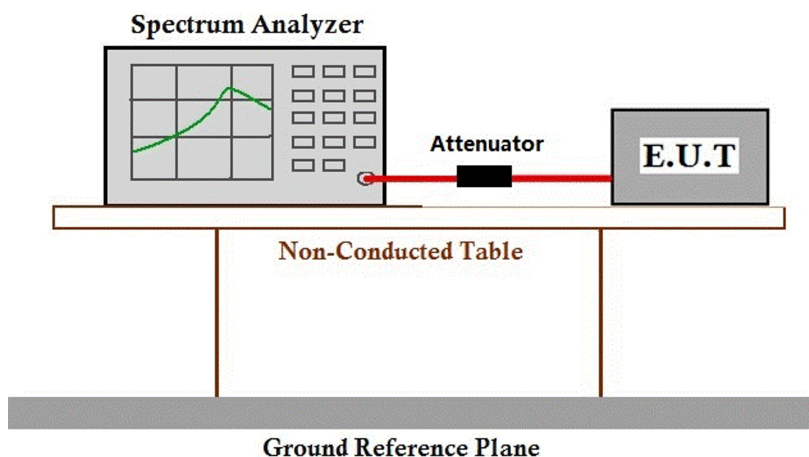 Spectrum Analyzer
Attenuator
E.U.T
Non-Conducted Table
Ground Reference Plane